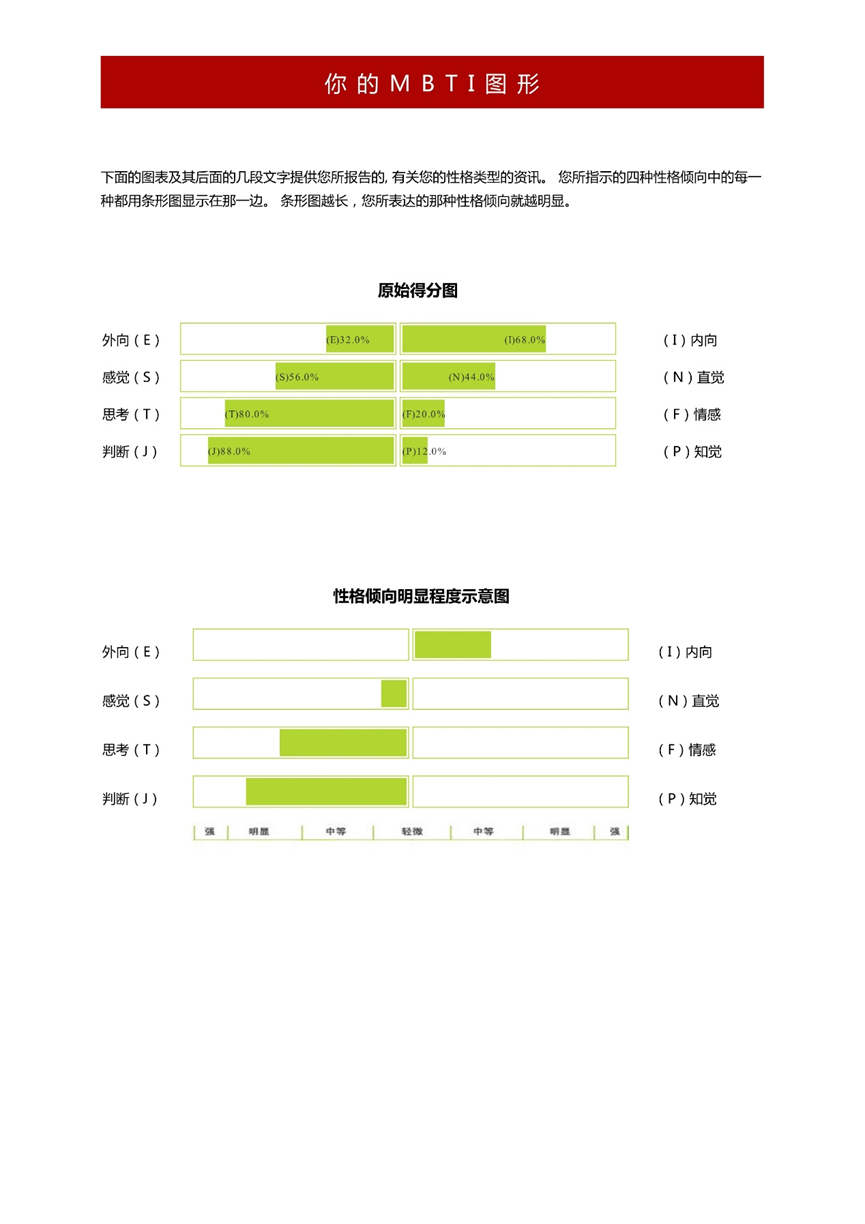 你的MBTI图形
下面的图表及其后面的几段文字提供您所报告的, 有关您的性格类型的资讯。 您所指示的四种性格倾向中的每一
种都用条形图显示在那一边。 条形图越长，您所表达的那种性格倾向就越明显。
原始得分图
外向（E） (E)32.0% (I)68.0% （I）内向
感觉（S） (S)56.0% (N)44.0% （N）直觉
思考（T） (T)80.0% (F)20.0% （F）情感
判断（J） (J)88.0% (P)12.0% （P）知觉
性格倾向明显程度示意图
外向（E） （I）内向
感觉（S） （N）直觉
思考（T） （F）情感
判断（J） （P）知觉
强 明显 中等 轻微 中等 明显 强